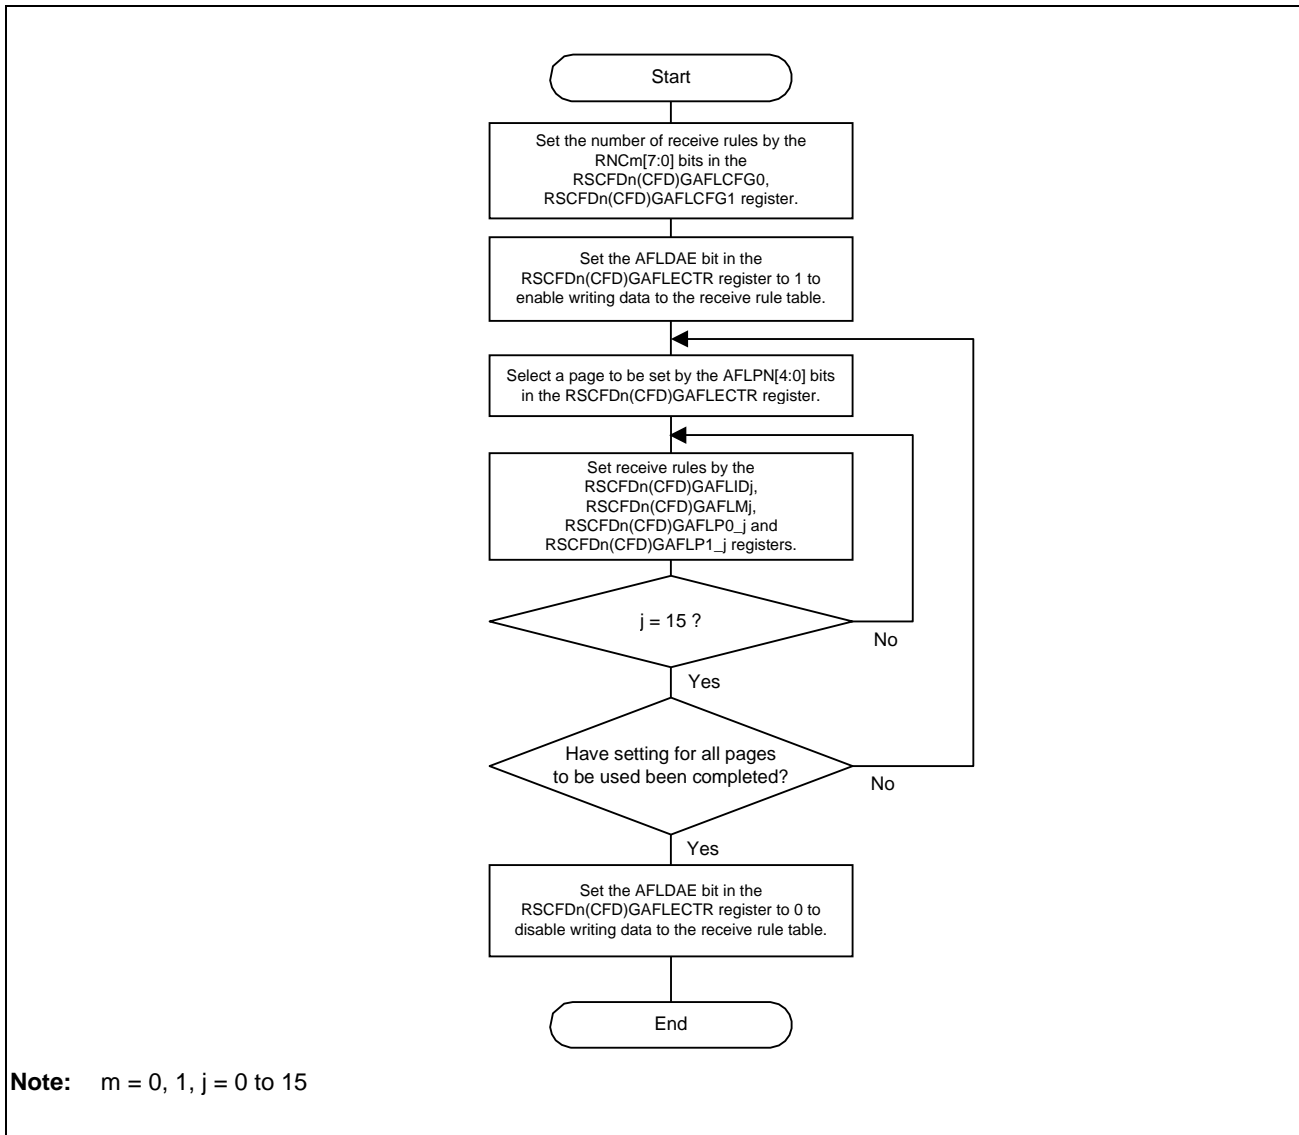 Start
Set the number of receive rules by the
RNCm[7:0] bits in the
RSCFDn(CFD)GAFLCFG0,
RSCFDn(CFD)GAFLCFG1 register.
Set the AFLDAE bit in the
RSCFDn(CFD)GAFLECTR register to 1 to
enable writing data to the receive rule table.
Select a page to be set by the AFLPN[4:0] bits
in the RSCFDn(CFD)GAFLECTR register.
Set receive rules by the
RSCFDn(CFD)GAFLIDj,
RSCFDn(CFD)GAFLMj,
RSCFDn(CFD)GAFLP0_j and
RSCFDn(CFD)GAFLP1_j registers.
j = 15 ?
No
Yes
Have setting for all pages
to be used been completed?
No
Yes
Set the AFLDAE bit in the
RSCFDn(CFD)GAFLECTR register to 0 to
disable writing data to the receive rule table.
End
Note: m = 0, 1, j = 0 to 15